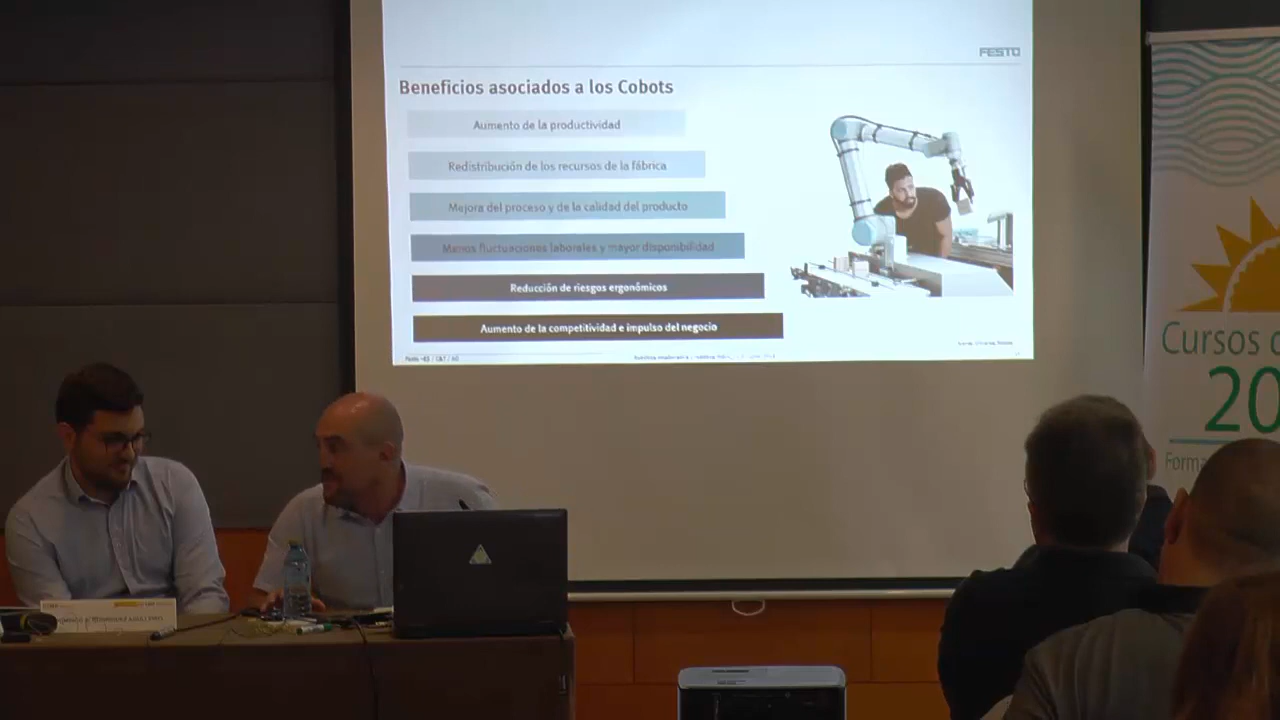 FESTO
Beneficios asociados a los Cobots
Aumento de la productividad
Redistribución de los recursos de la fábrica
Mejora del proceso y de la calidad del producto
Menos fluctuaciones laborales y mayor disponibilidad
Reducción de riesgos ergonómicos
Aumento de la competitividad e impulso del negocio
Cursos
20
Forma